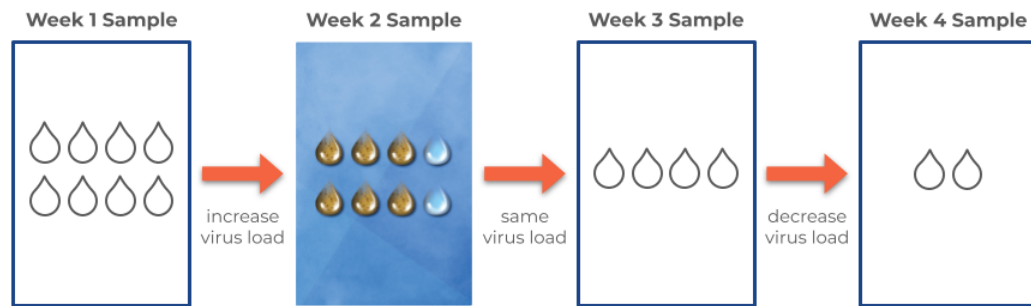 Week 1 Sample
Week 2 Sample
Week 3 Sample
Week 4 Sample
increase
virus load
same
virus load
decrease
virus load